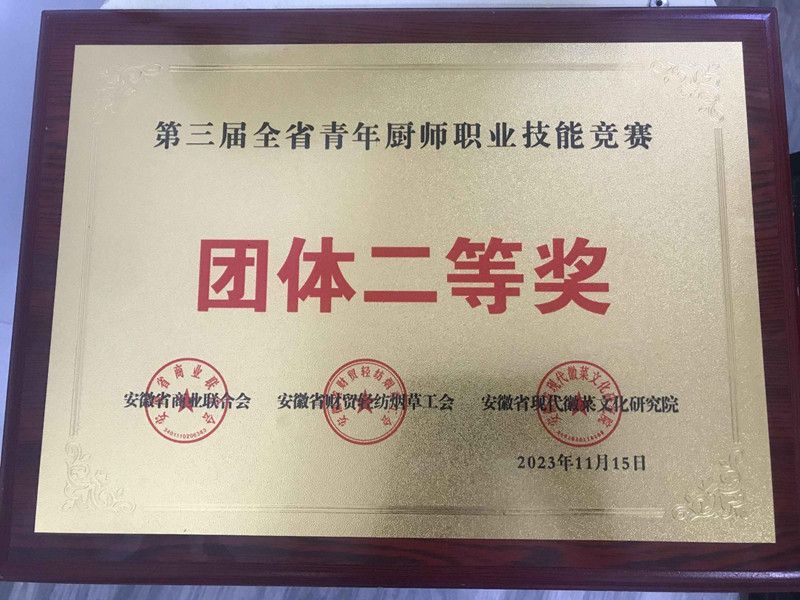 第三届全省青年厨师职业技能竞赛
团体二等奖
安徽省商业联合会 安徽省财贸轻纺烟草工会 安徽省现代徽菜文化研究院
2023年11月15日